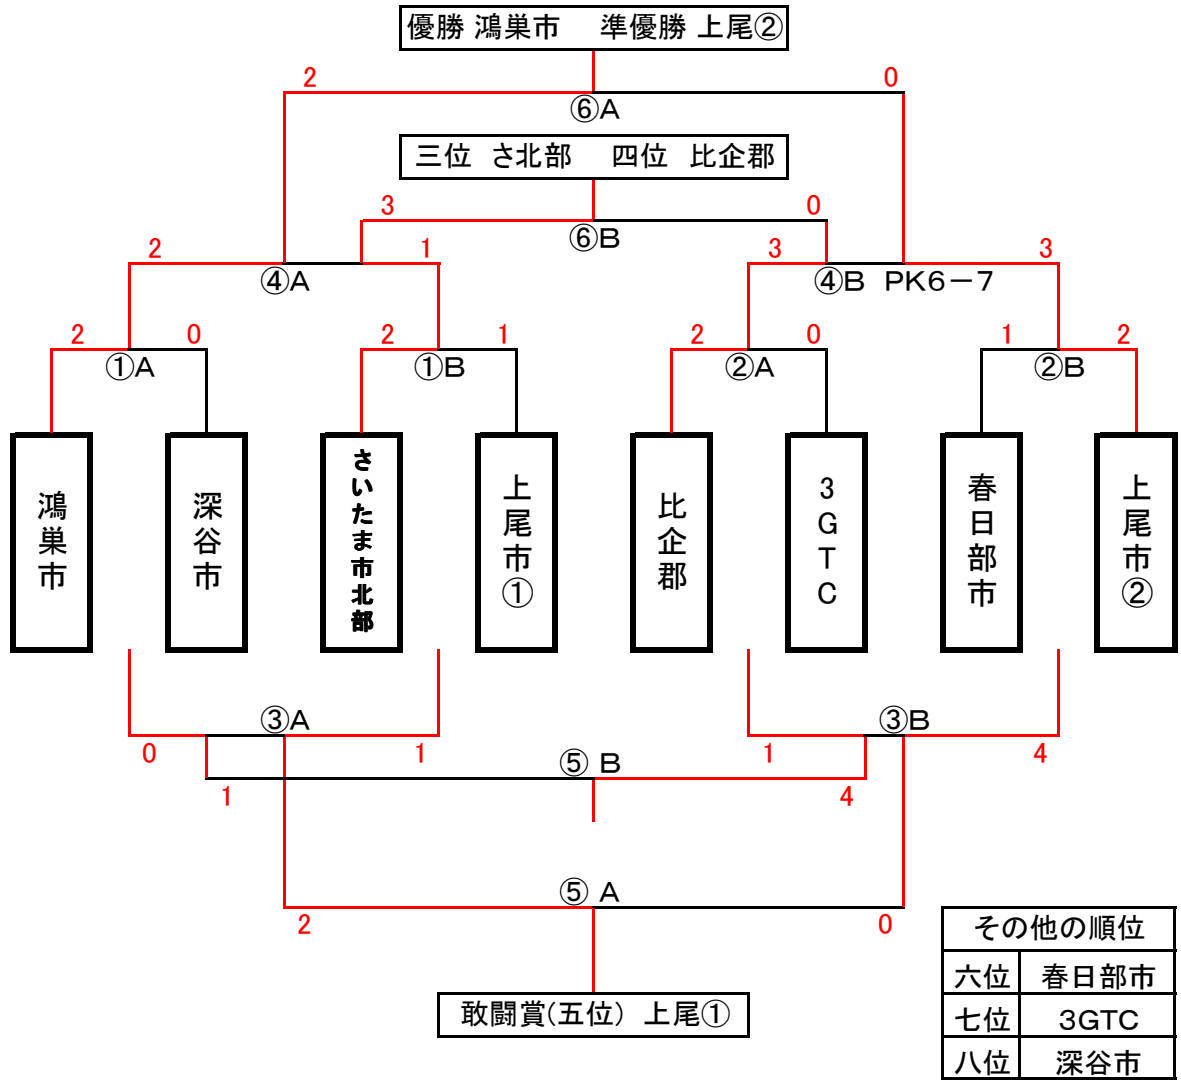 優勝 鴻巣市　準優勝 上尾②
2　0
⑥A
三位　さ北部　四位　比企郡
3　0
⑥B
2　1　3　3
④A　④B　PK6－7
2　0　2　1　2　0　1　2
①A　①B　②A　②B
鴻巣市
深谷市
さいたま市北部
上尾市①
比企郡
3GTC
春日部市
上尾市②
③A　③B
0　1　1　4
⑤ B
1　4
⑤ A
2　0
敢闘賞(五位)　上尾①
その他の順位
六位　春日部市
七位　3GTC
八位　深谷市